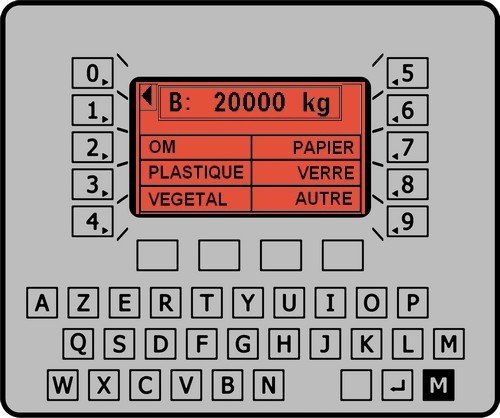 B: 20000 kg
0 5
1 6
OM PAPIER
2 7
PLASTIQUE VERRE
3 8
VEGETAL AUTRE
4 9
A Z E R T Y U I O P
Q S D F G H J K L M
W X C V B N ↵ M